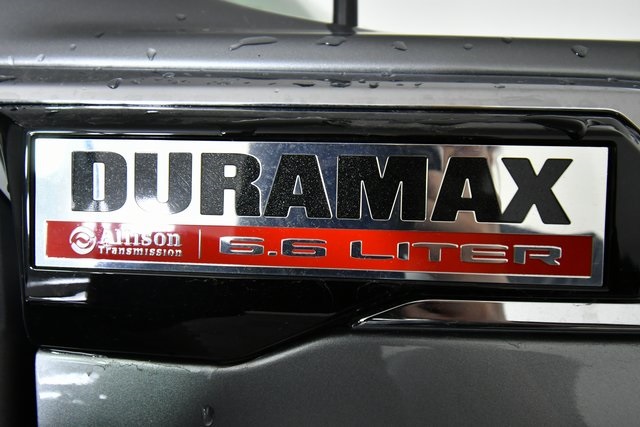 DURAMAX
Allison
Transmission
6.6 LITER